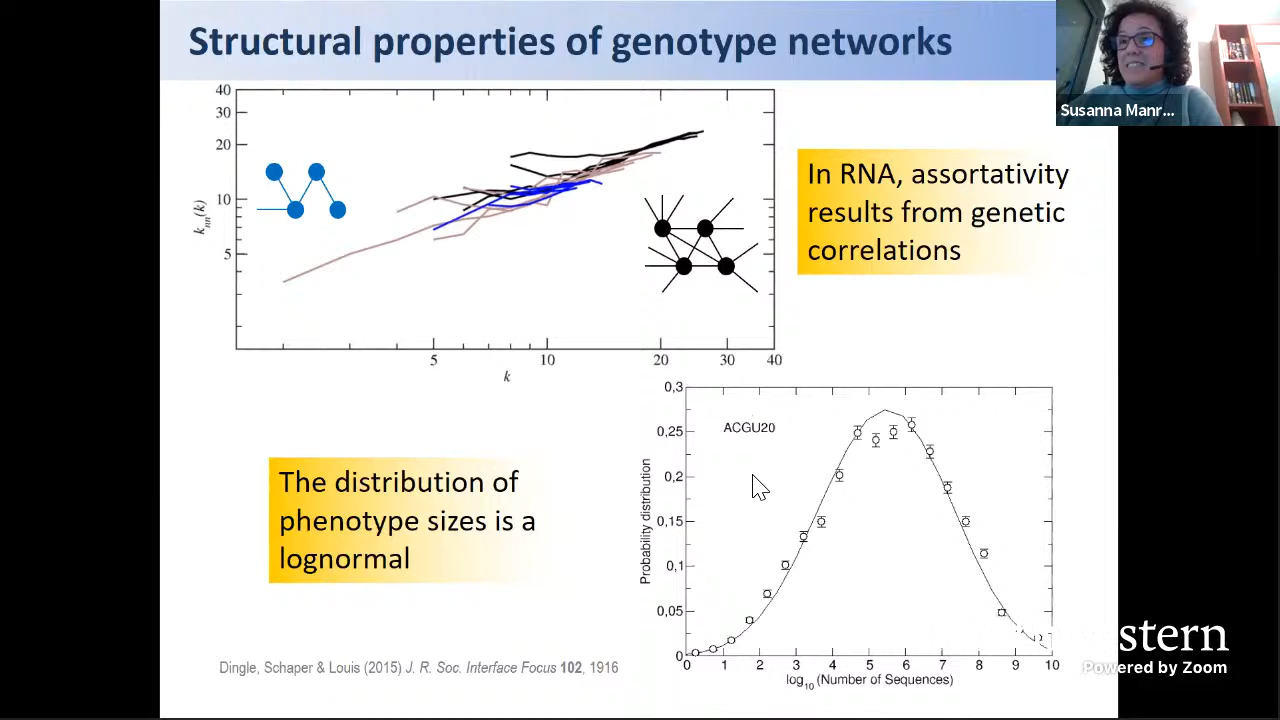 Structural properties of genotype networks
Susanna Manr...
40
30
20
10
5
k_nn(k)
5
10
20
30
40
k
In RNA, assortativity
results from genetic
correlations
The distribution of
phenotype sizes is a
lognormal
0,3
0,25
0,2
0,15
0,1
0,05
0
ACGU20
Probability distribution
0 1 2 3 4 5 6 7 8 9 10
log10 (Number of Sequences)
Dingle, Schaper & Louis (2015) J. R. Soc. Interface Focus 102, 1916
stern
Powered by Zoom